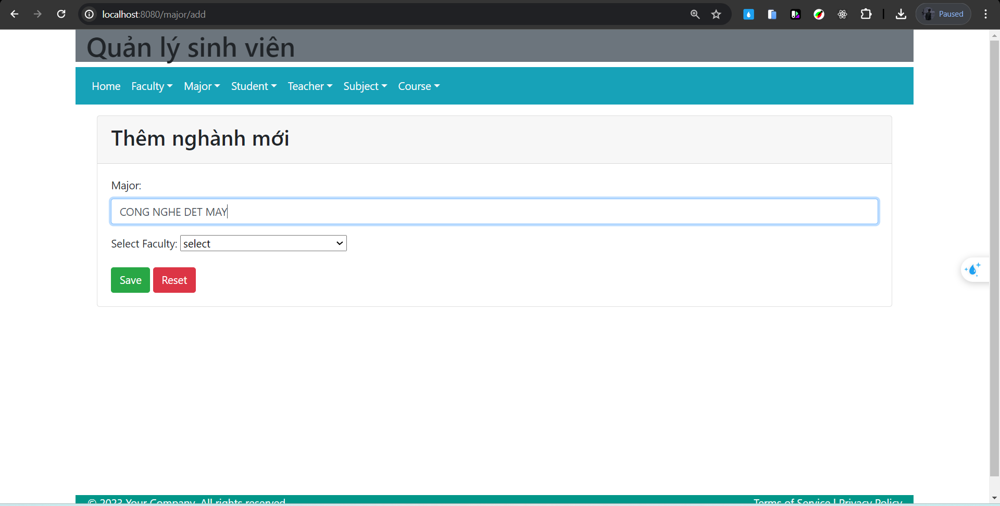 localhost:8080/major/add
Paused
Quản lý sinh viên
Home Faculty Major Student Teacher Subject Course
Thêm nghành mới
Major:
CONG NGHE DET MAY
Select Faculty: select
Save Reset
© 2023 Your Company. All rights reserved. Terms of Service | Privacy Policy